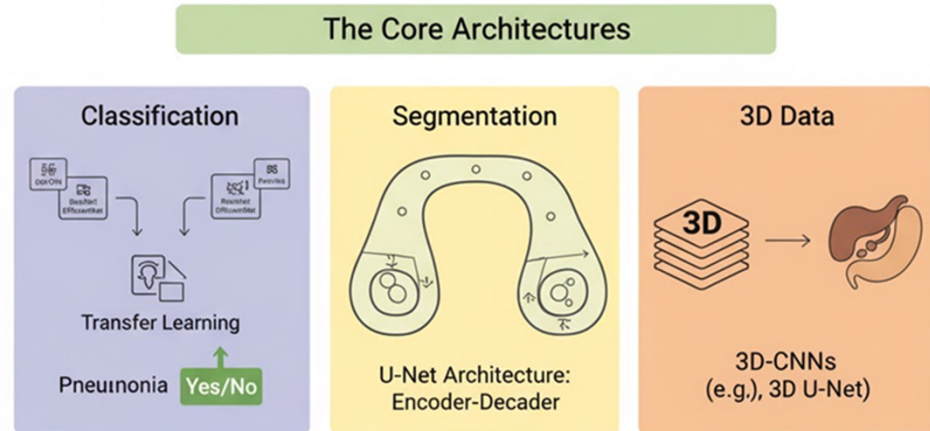 The Core Architectures
Classification
Transfer Learning
Pneumonia Yes/No
Segmentation
U-Net Architecture:
Encoder-Decader
3D Data
3D
3D-CNNs
(e.g,), 3D U-Net)